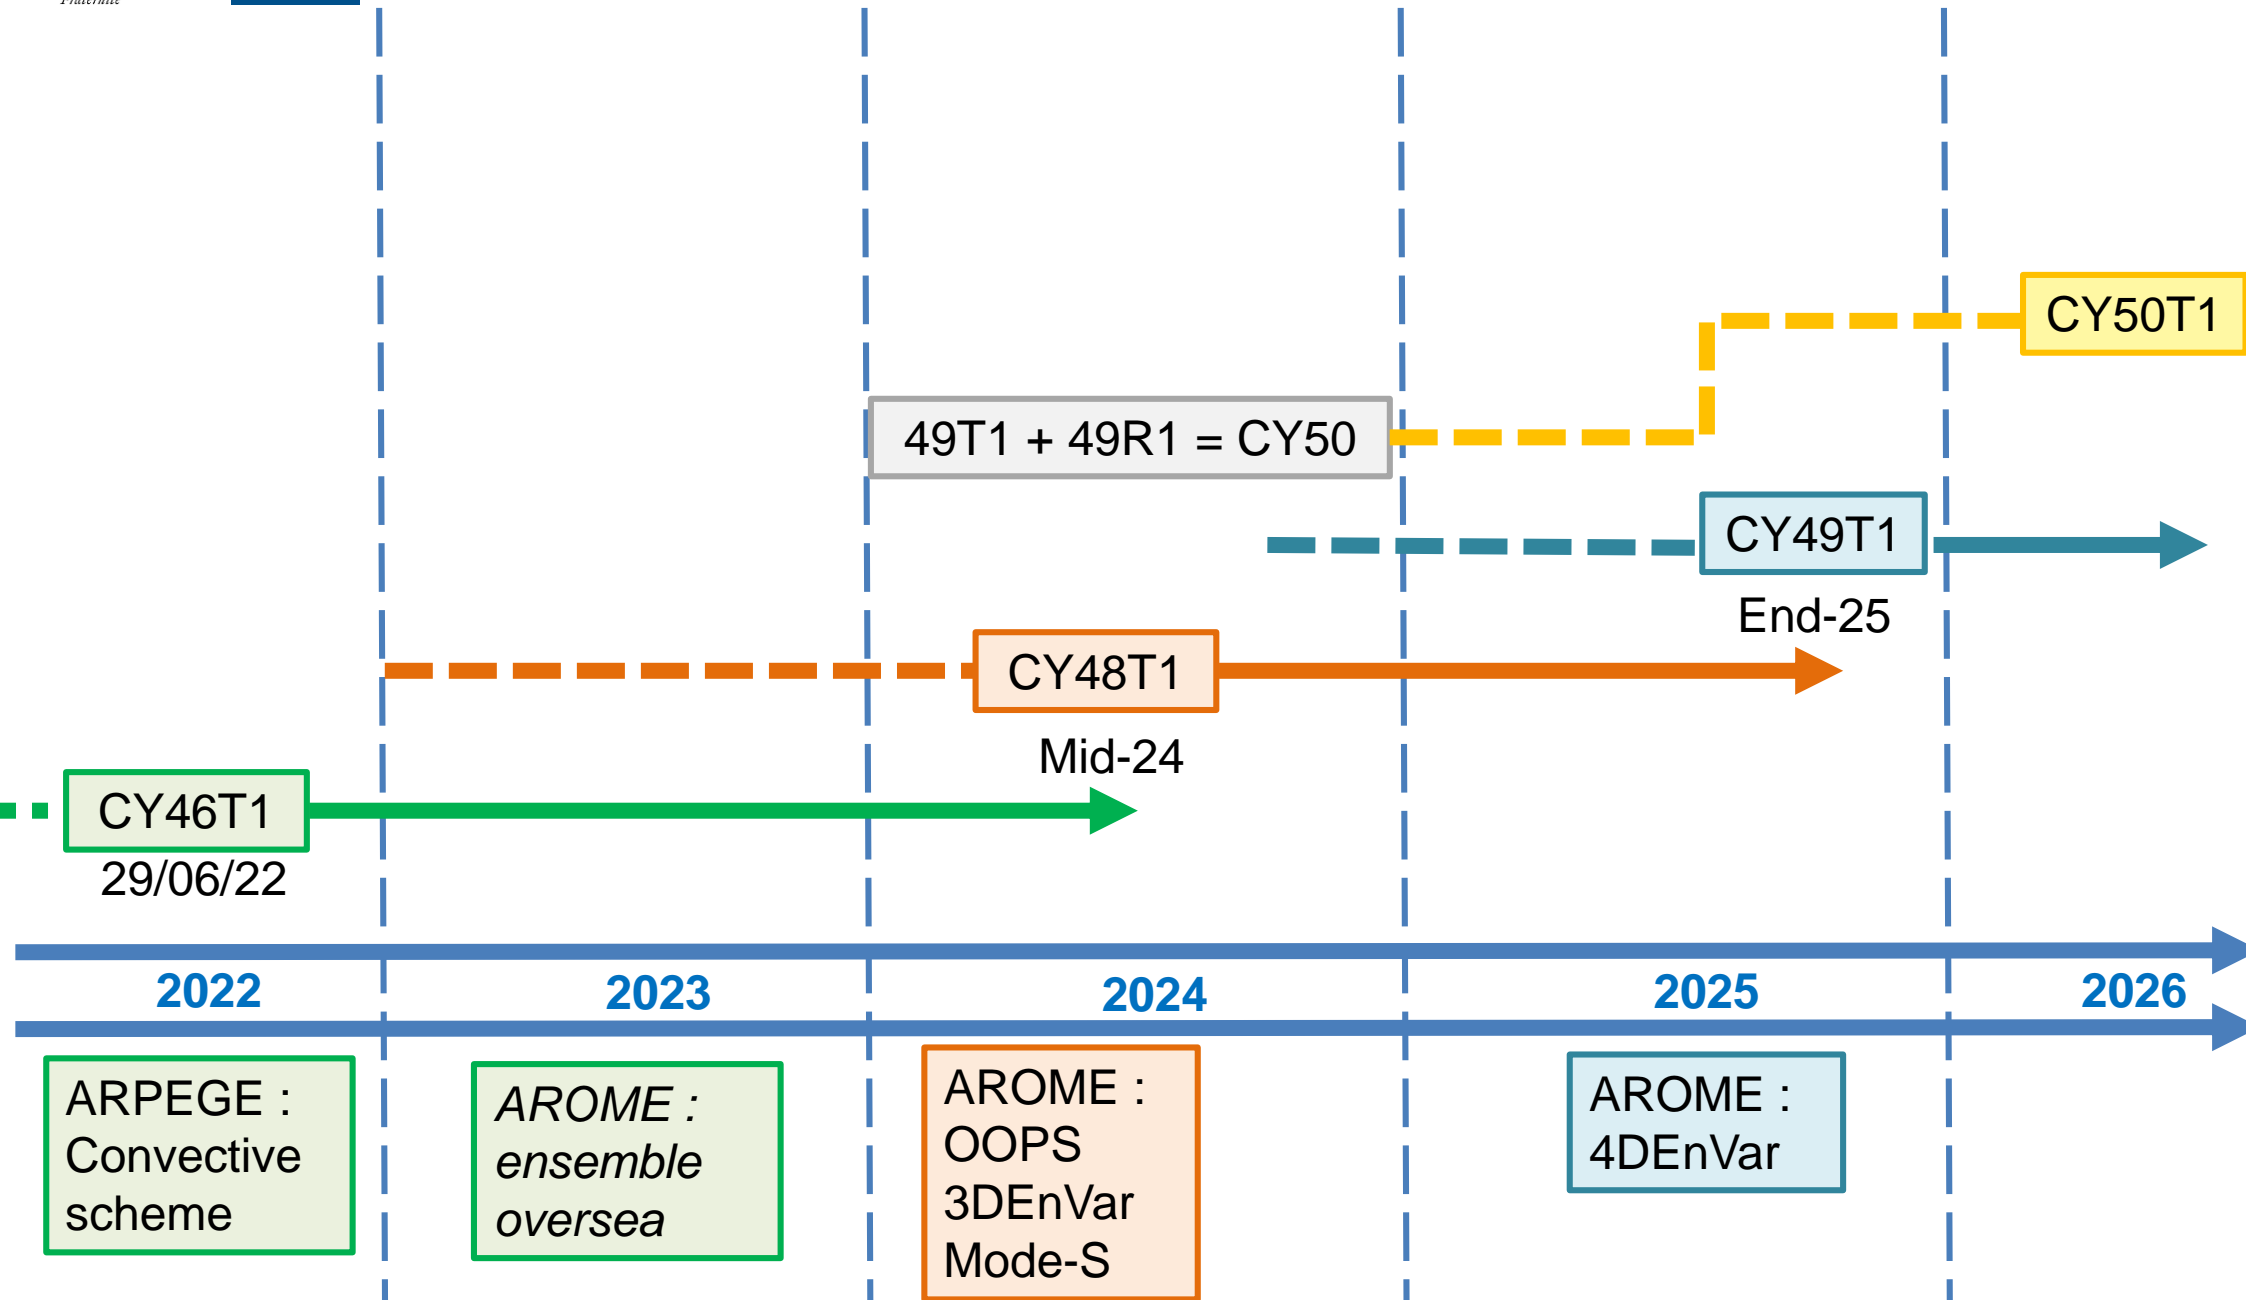 Fraternité
CY50T1
49T1 + 49R1 = CY50
CY49T1
End-25
CY48T1
Mid-24
CY46T1
29/06/22
2022
2023
2024
2025
2026
ARPEGE :
Convective
scheme
AROME :
ensemble
oversea
AROME :
OOPS
3DEnVar
Mode-S
AROME :
4DEnVar